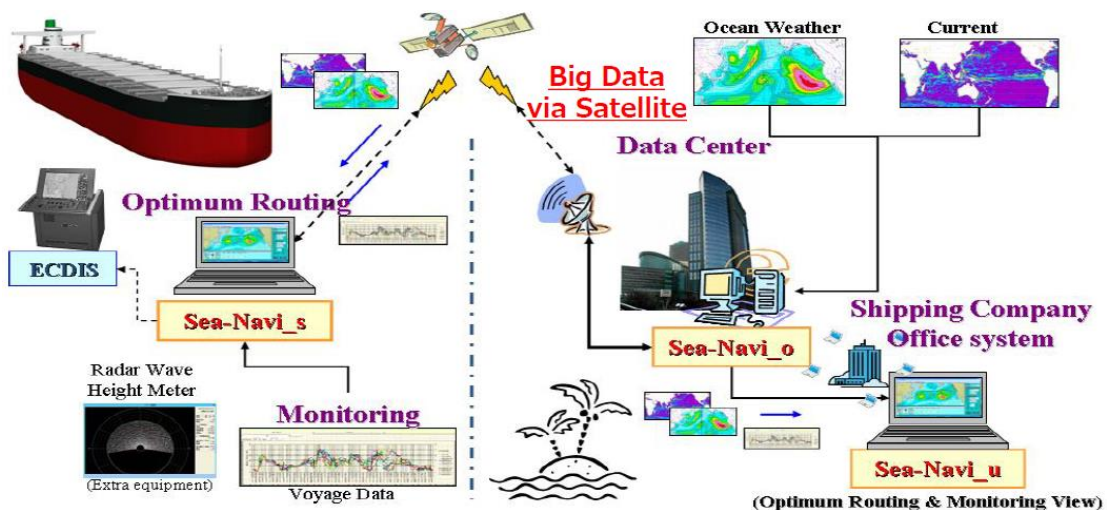 Ocean Weather
Current
Big Data
via Satellite
Data Center
Optimum Routing
ECDIS
Sea-Navi_s
Radar Wave
Height Meter
(Extra equipment)
Monitoring
Voyage Data
Sea-Navi_o
Shipping Company
Office system
Sea-Navi_u
(Optimum Routing & Monitoring View)